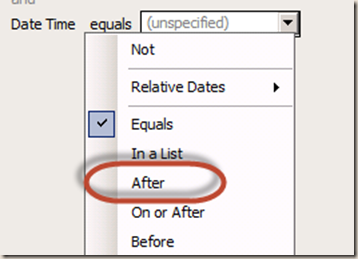 and
Date Time equals (unspecified)
Not
Relative Dates
Equals
In a List
After
On or After
Before